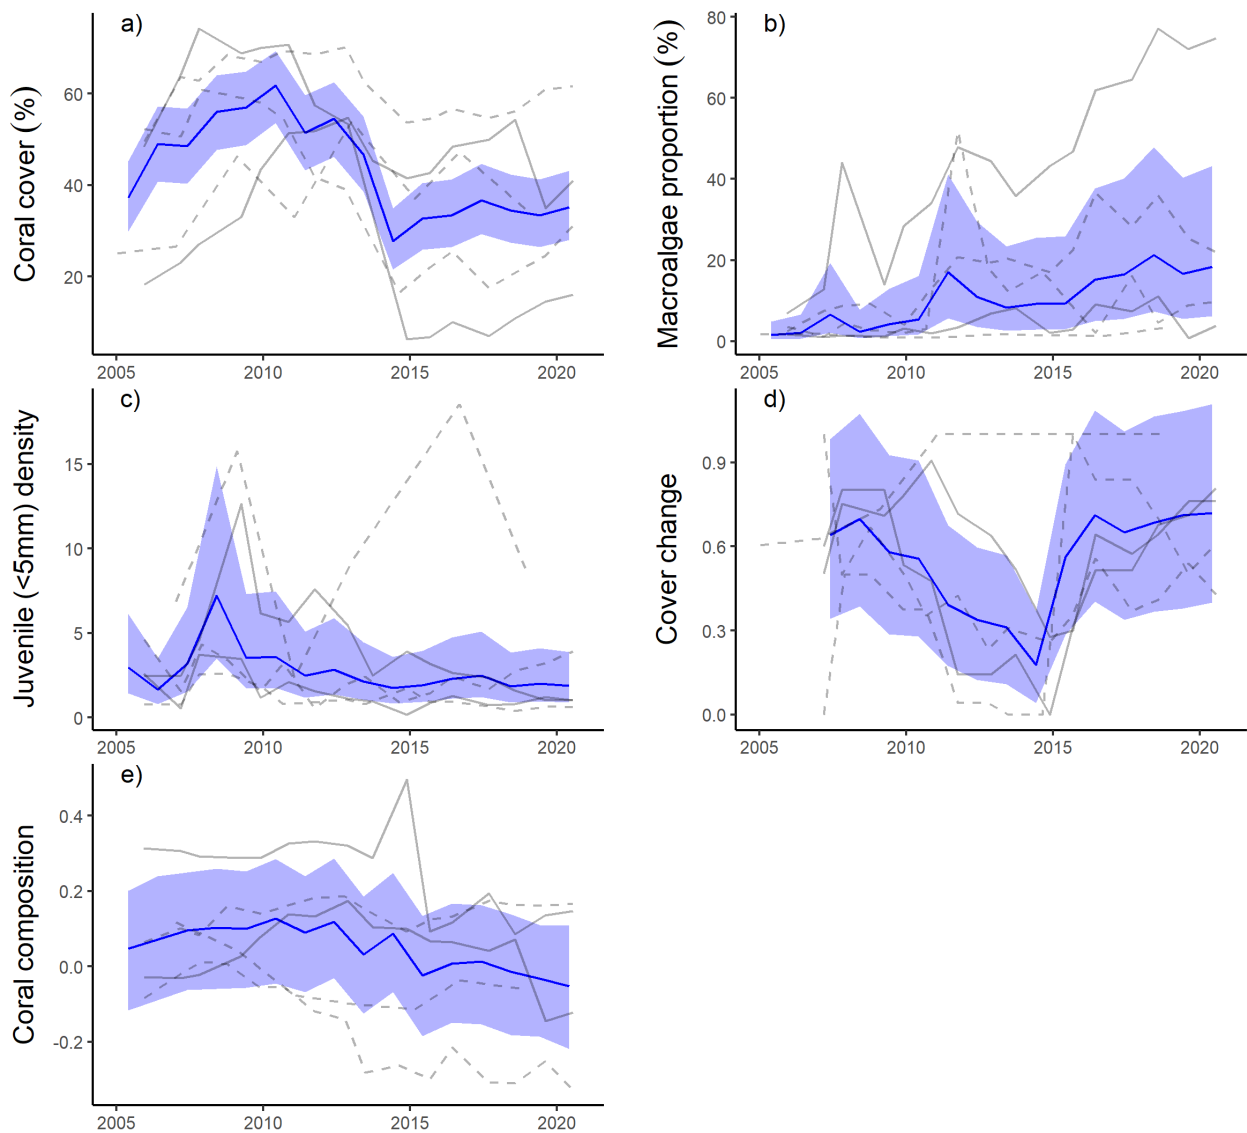 a)
Coral cover (%)
60
40
20
2005 2010 2015 2020
b)
Macroalgae proportion (%)
80
60
40
20
0
2005 2010 2015 2020
c)
Juvenile (<5mm) density
15
10
5
0
2005 2010 2015 2020
d)
Cover change
0.9
0.6
0.3
0.0
2005 2010 2015 2020
e)
Coral composition
0.4
0.2
0.0
-0.2
2005 2010 2015 2020